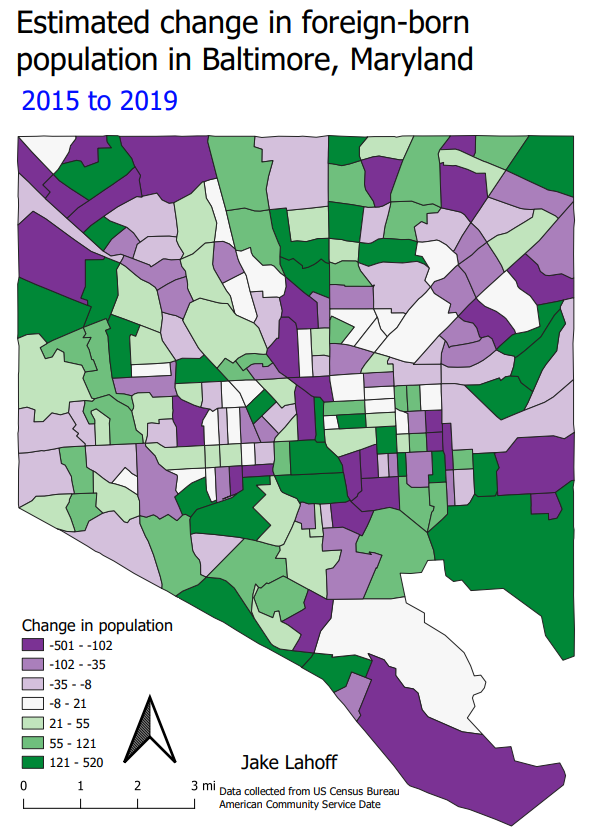 Estimated change in foreign-born
population in Baltimore, Maryland
2015 to 2019
Change in population
-501 - -102
-102 - -35
-35 - -8
-8 - 21
21 - 55
55 - 121
121 - 520
0 1 2 3 mi
Jake Lahoff
Data collected from US Census Bureau
American Community Service Date